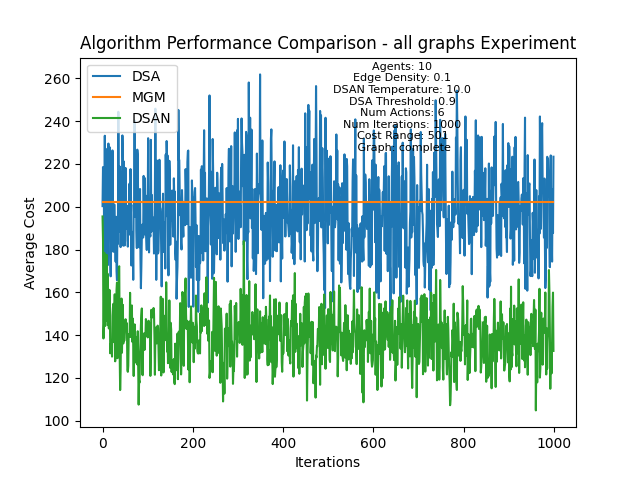 Algorithm Performance Comparison - all graphs Experiment
DSA
MGM
DSAN
Agents: 10
Edge Density: 0.1
DSAN Temperature: 10.0
DSA Threshold: 0.9
Num Actions: 6
Num Iterations: 1000
Cost Range: 501
Graph: complete
Average Cost
260
240
220
200
180
160
140
120
100
0
200
400
600
800
1000
Iterations